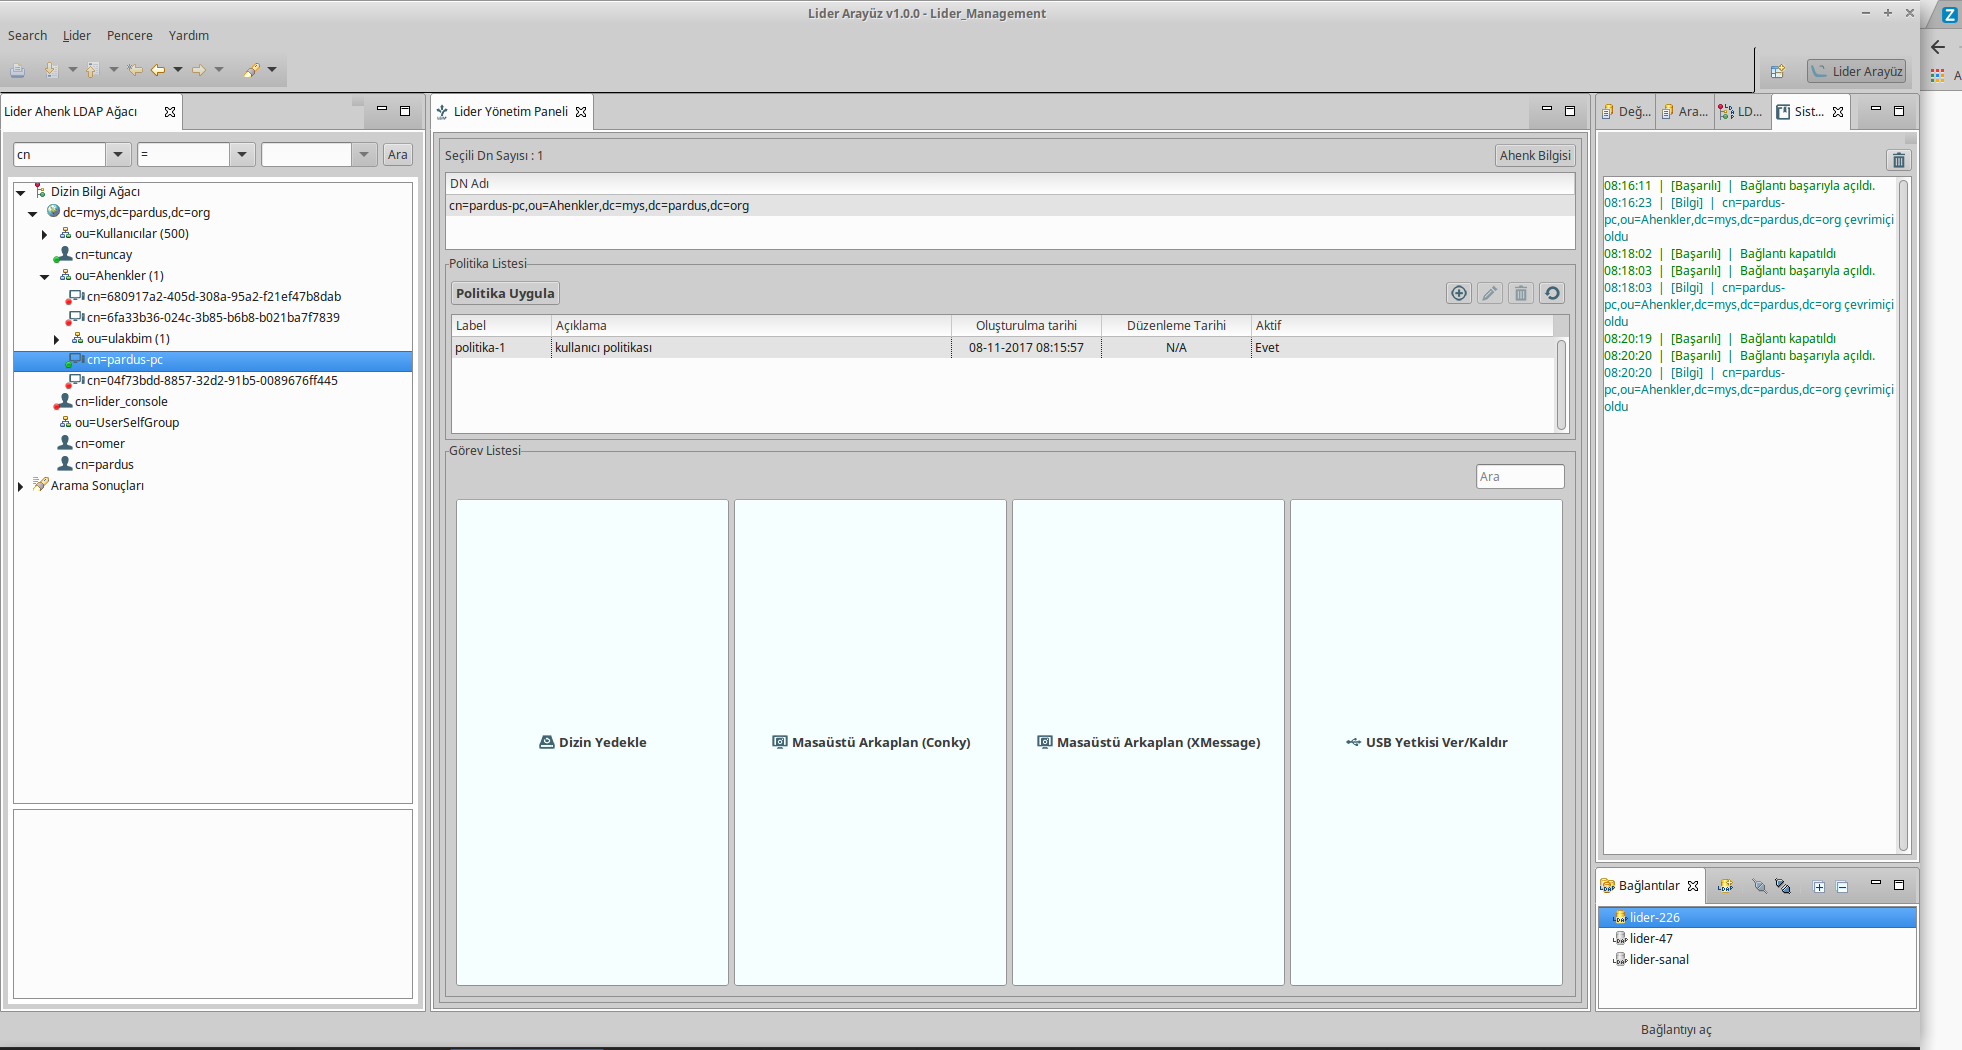 Lider Arayüz v1.0.0 - Lider_Management
Search Lider Pencere Yardım
Lider Arayüz
Lider Ahenk LDAP Ağacı
cn = Ara
Dizin Bilgi Ağacı
dc=mys,dc=pardus,dc=org
ou=Kullanıcılar (500)
cn=tuncay
ou=Ahenkler (1)
cn=680917a2-405d-308a-95a2-f21ef47b8dab
cn=6fa33b36-024c-3b85-b6b8-b021ba7f7839
ou=ulakbim (1)
cn=pardus-pc
cn=04f73bdd-8857-32d2-91b5-0089676ff445
cn=lider_console
ou=UserSelfGroup
cn=omer
cn=pardus
Arama Sonuçları
Lider Yönetim Paneli
Seçili Dn Sayısı : 1 Ahenk Bilgisi
DN Adı
cn=pardus-pc,ou=Ahenkler,dc=mys,dc=pardus,dc=org
Politika Listesi
Politika Uygula
Label Açıklama Oluşturulma tarihi Düzenleme Tarihi Aktif
politika-1 kullanıcı politikası 08-11-2017 08:15:57 N/A Evet
Görev Listesi
Ara
Dizin Yedekle
Masaüstü Arkaplan (Conky)
Masaüstü Arkaplan (XMessage)
USB Yetkisi Ver/Kaldır
Değ... Ara... LD... Sist...
08:16:11 | [Başarılı] | Bağlantı başarıyla açıldı.
08:16:23 | [Bilgi] | cn=pardus-
pc,ou=Ahenkler,dc=mys,dc=pardus,dc=org çevrimiçi
oldu
08:18:02 | [Başarılı] | Bağlantı kapatıldı
08:18:03 | [Başarılı] | Bağlantı başarıyla açıldı.
08:18:03 | [Bilgi] | cn=pardus-
pc,ou=Ahenkler,dc=mys,dc=pardus,dc=org çevrimiçi
oldu
08:20:19 | [Başarılı] | Bağlantı kapatıldı
08:20:20 | [Başarılı] | Bağlantı başarıyla açıldı.
08:20:20 | [Bilgi] | cn=pardus-
pc,ou=Ahenkler,dc=mys,dc=pardus,dc=org çevrimiçi
oldu
Bağlantılar
lider-226
lider-47
lider-sanal
Bağlantıyı aç
Z
A